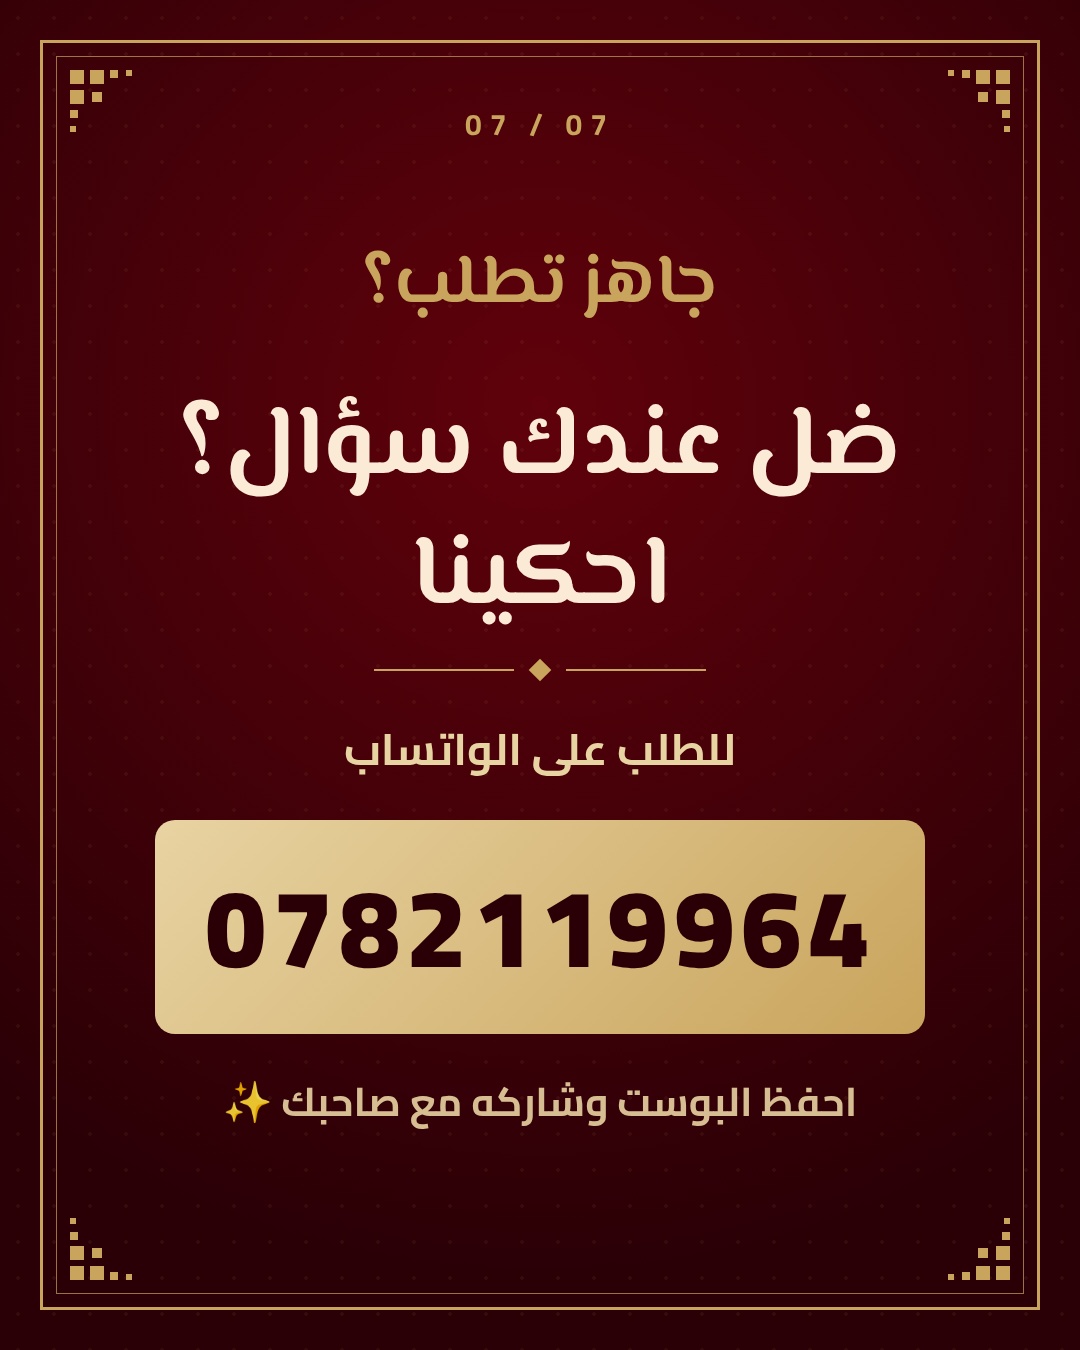 07 / 07
جاهز تطلب؟
ضل عندك سؤال؟
احكينا
للطلب على الواتساب
0782119964
احفظ البوست وشاركه مع صاحبك ✨